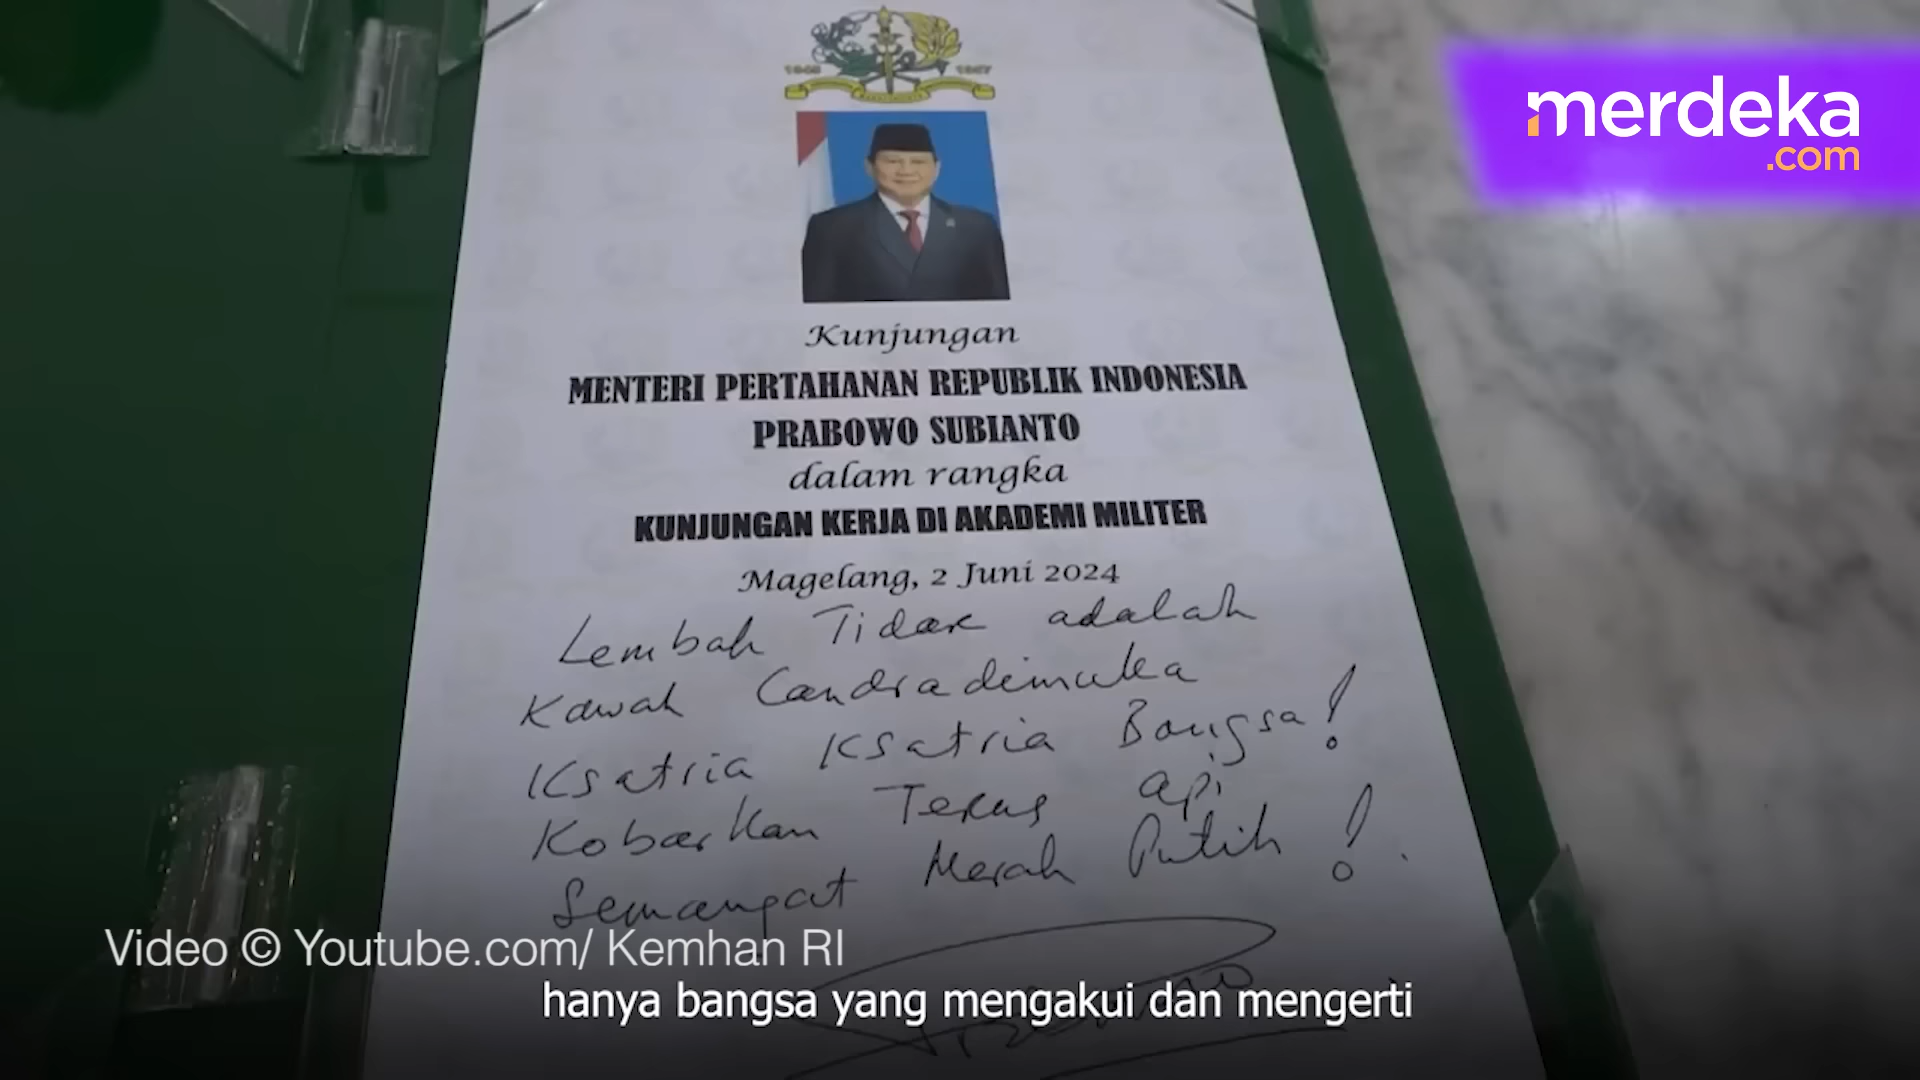 merdeka
.com
Kunjungan
MENTERI PERTAHANAN REPUBLIK INDONESIA
PRABOWO SUBIANTO
dalam rangka
KUNJUNGAN KERJA DI AKADEMI MILITER
Magelang, 2 Juni 2024
Lembah Tidar adalah
Kawah Candradimuka
Ksatria Ksatria Bangsa!
Kobarkan Terus api
Semangat Merah Putih!
Video © Youtube.com/ Kemhan RI
hanya bangsa yang mengakui dan mengerti